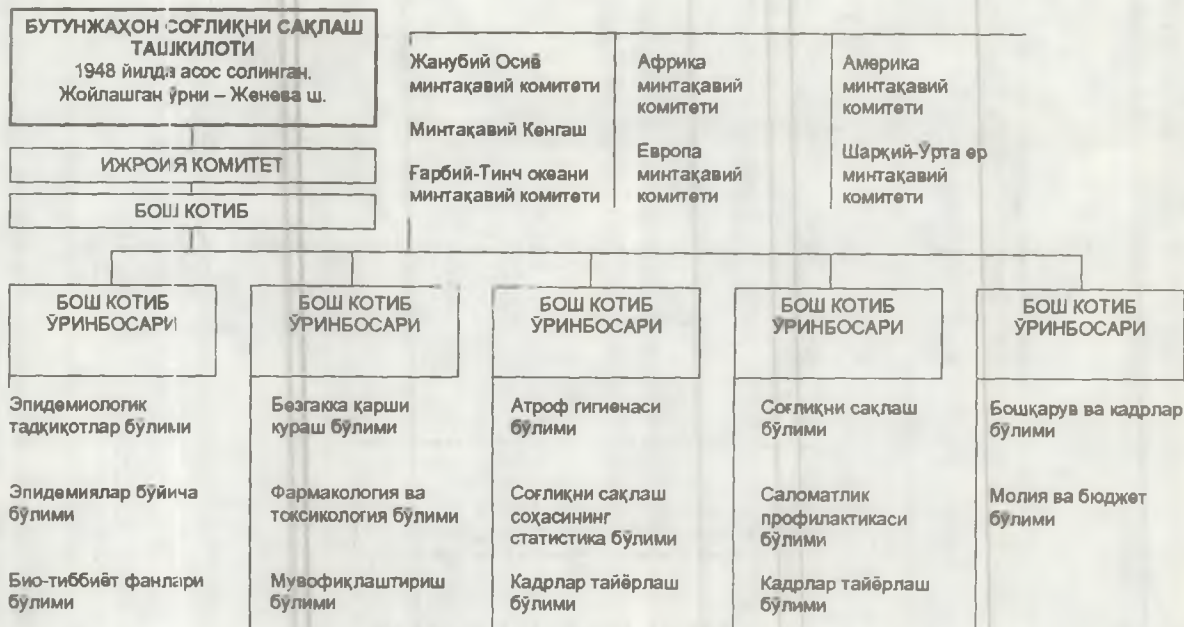 БУТУНЖАҲОН СОҒЛИҚНИ САҚЛАШ
ТАШКИЛОТИ
1948 йилда асос солинган.
Жойлашган ўрни – Женева ш.
ИЖРОИЯ КОМИТЕТ
БОШ КОТИБ
Жанубий Осиё
минтақавий комитети
Минтақавий Кенгаш
Ғарбий-Тинч океани
минтақавий комитети
Африка
минтақавий
комитети
Европа
минтақавий
комитети
Америка
минтақавий
комитети
Шарқий-Ўрта ер
минтақавий
комитети
БОШ КОТИБ
ЎРИНБОСАРИ
Эпидемиологик
тадқиқотлар бўлими
Эпидемиялар бўйича
бўлими
Био-тиббиёт фанлари
бўлими
БОШ КОТИБ
ЎРИНБОСАРИ
Безгакка қарши
кураш бўлими
Фармакология ва
токсикология бўлими
Мувофиқлаштириш
бўлими
БОШ КОТИБ
ЎРИНБОСАРИ
Атроф гигиенаси
бўлими
Соғлиқни сақлаш
соҳасининг
статистика бўлими
Кадрлар тайёрлаш
бўлими
БОШ КОТИБ
ЎРИНБОСАРИ
Соғлиқни сақлаш
бўлими
Саломатлик
профилактикаси
бўлими
Кадрлар тайёрлаш
бўлими
БОШ КОТИБ
ЎРИНБОСАРИ
Бошқарув ва кадрлар
бўлими
Молия ва бюджет
бўлими